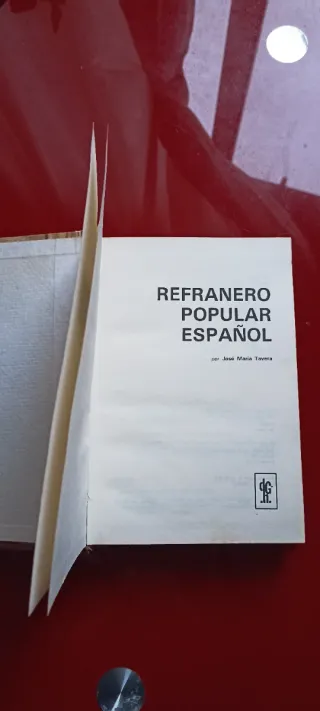 REFRANERO
POPULAR
ESPAÑOL
por José María Tavera